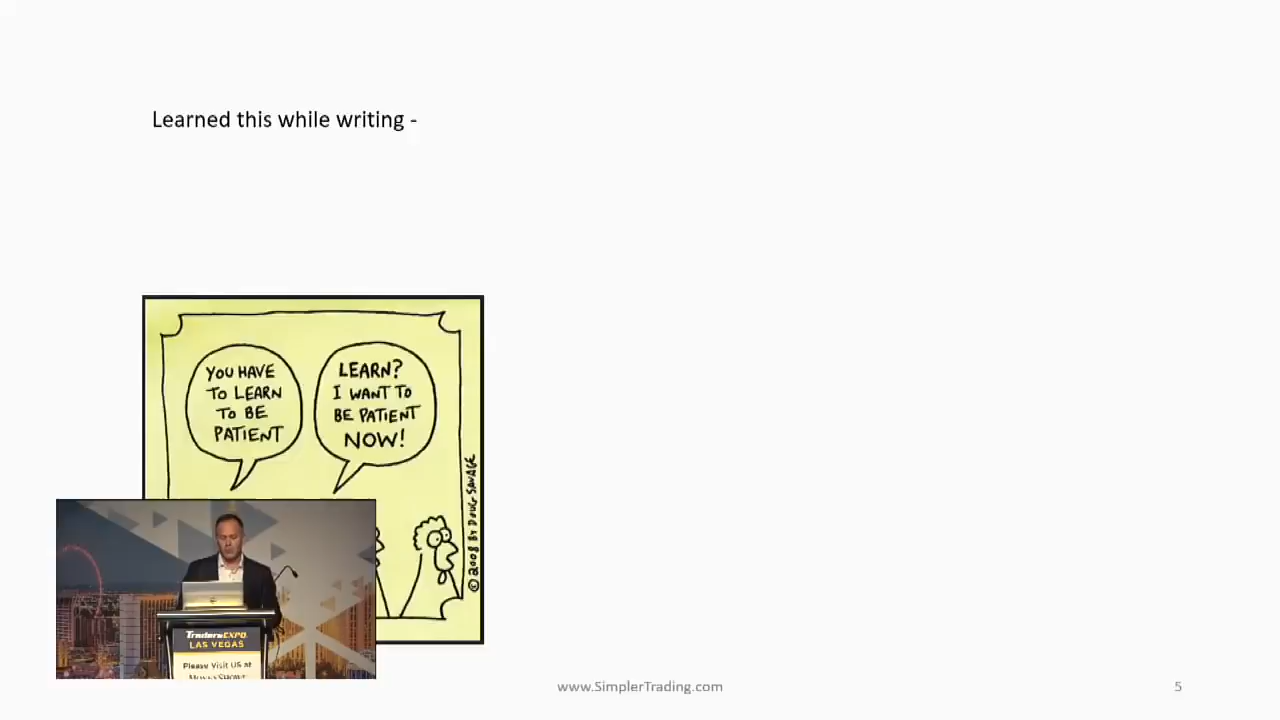 Learned this while writing -
YOU HAVE
TO LEARN
TO BE
PATIENT
LEARN?
I WANT TO
BE PATIENT
NOW!
© 2008 BY DOUG SAVAGE
TradersEXPO
LAS VEGAS
Please Visit US at
www.SimplerTrading.com
5